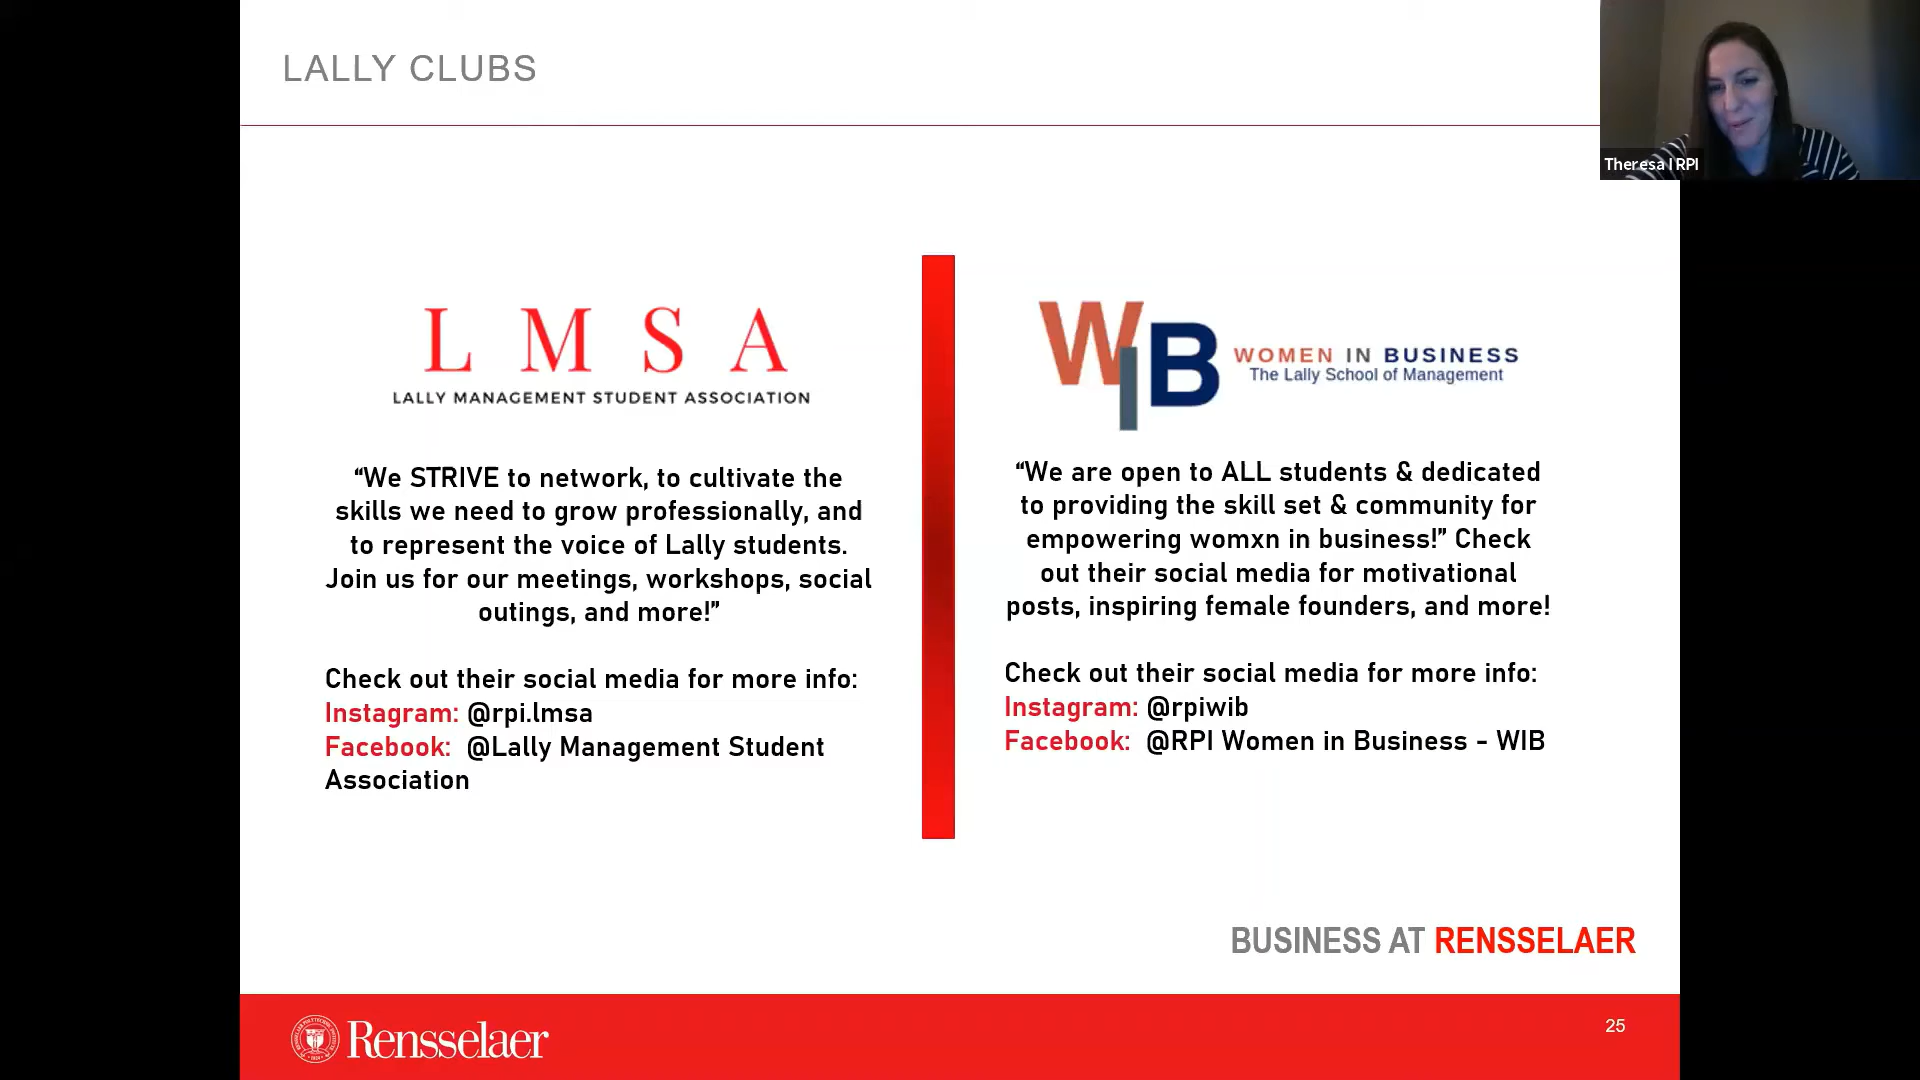 LALLY CLUBS
Theresa I RPI
L M S A
LALLY MANAGEMENT STUDENT ASSOCIATION
“We STRIVE to network, to cultivate the
skills we need to grow professionally, and
to represent the voice of Lally students.
Join us for our meetings, workshops, social
outings, and more!”
Check out their social media for more info:
Instagram: @rpi.lmsa
Facebook: @Lally Management Student
Association
WIB
WOMEN IN BUSINESS
The Lally School of Management
“We are open to ALL students & dedicated
to providing the skill set & community for
empowering womxn in business!” Check
out their social media for motivational
posts, inspiring female founders, and more!
Check out their social media for more info:
Instagram: @rpiwib
Facebook: @RPI Women in Business - WIB
BUSINESS AT RENSSELAER
Rensselaer
25